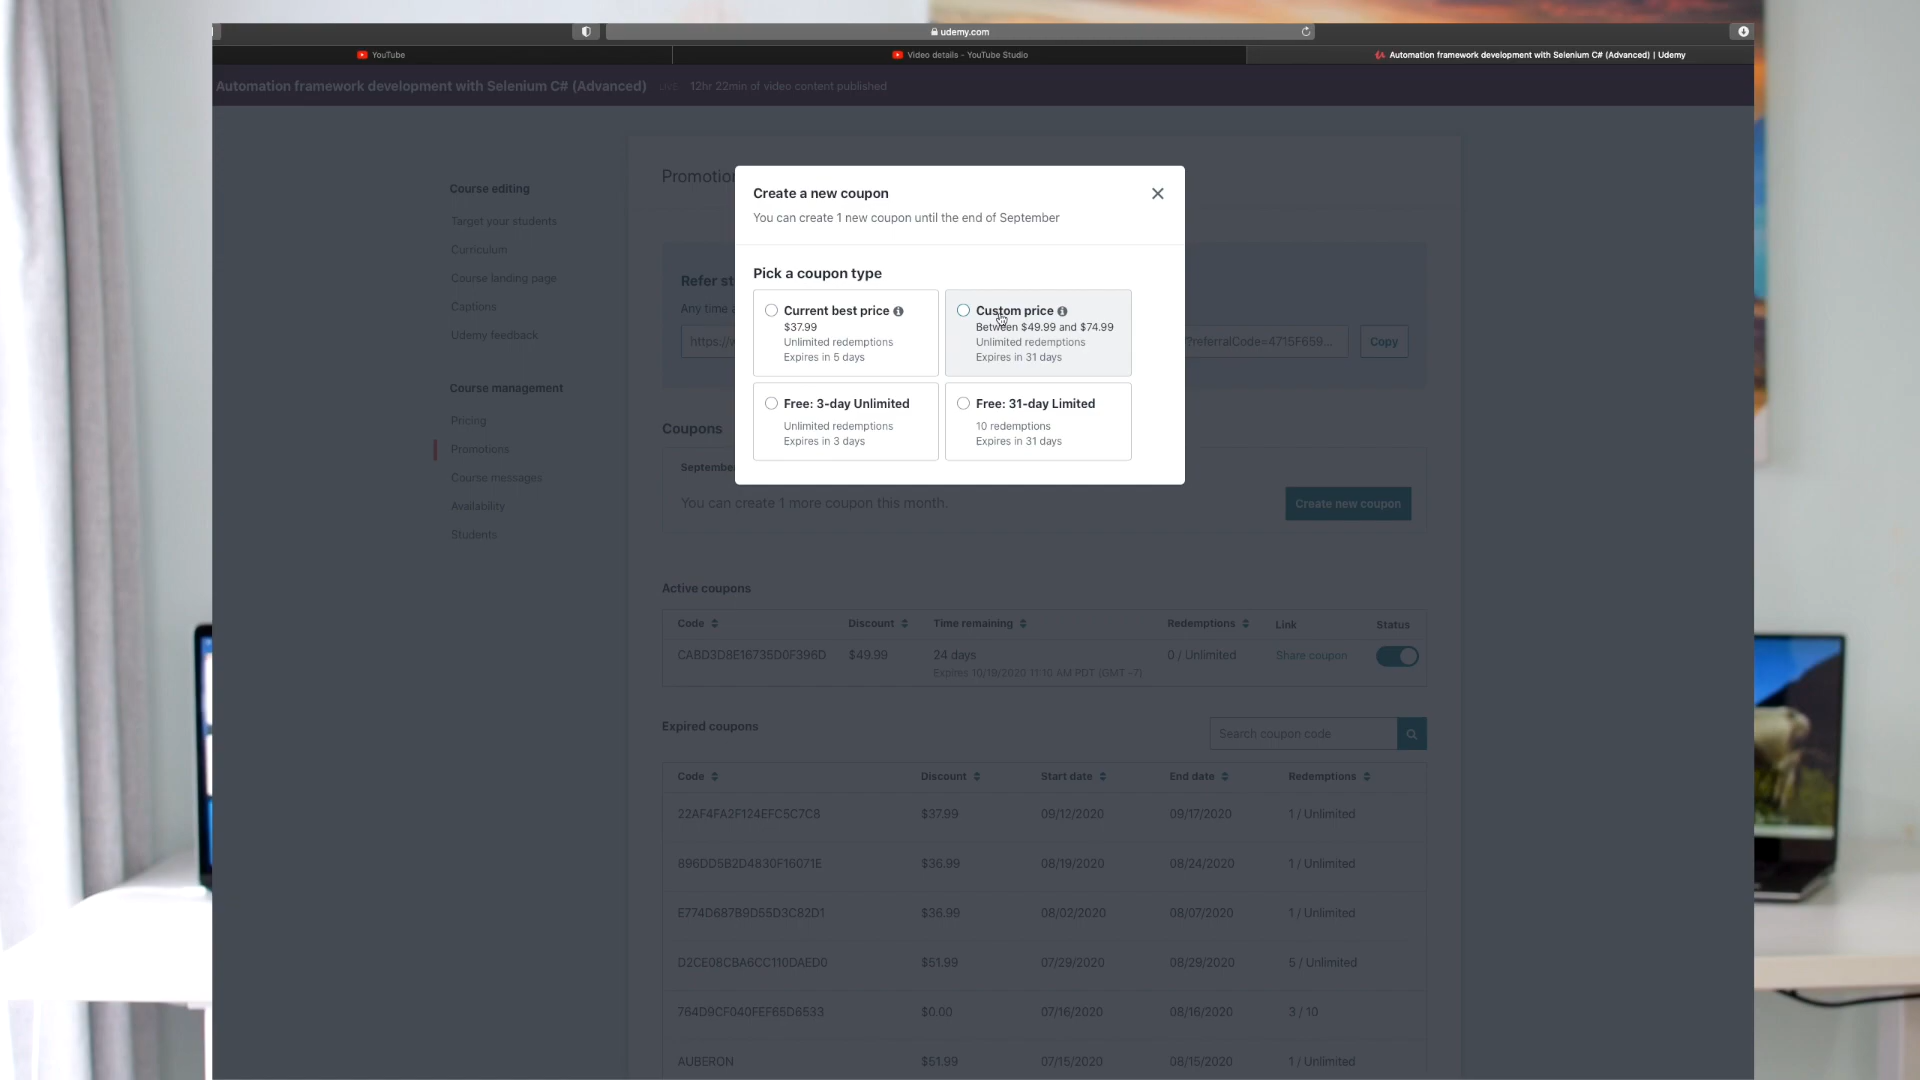 udemy.com
YouTube
Video details - YouTube Studio
Automation framework development with Selenium C# (Advanced) | Udemy
Automation framework development with Selenium C# (Advanced) LIVE 12hr 22min of video content published
Course editing
Target your students
Curriculum
Course landing page
Captions
Udemy feedback
Course management
Pricing
Promotions
Course messages
Availability
Students
Create a new coupon
You can create 1 new coupon until the end of September
Pick a coupon type
Current best price
$37.99
Unlimited redemptions
Expires in 5 days
Custom price
Between $49.99 and $74.99
Unlimited redemptions
Expires in 31 days
Free: 3-day Unlimited
Unlimited redemptions
Expires in 3 days
Free: 31-day Limited
10 redemptions
Expires in 31 days
Any time
?referralCode=4715F659...
Copy
Coupons
You can create 1 more coupon this month.
Create new coupon
Active coupons
Code Discount Time remaining Redemptions Link Status
CABD3D8E16735D0F396D $49.99 24 days 0 / Unlimited Share coupon
Expires 10/19/2020 11:10 AM PDT (GMT -7)
Expired coupons
Search coupon code
Code Discount Start date End date Redemptions
22AF4FA2F124EFC5C7C8 $37.99 09/12/2020 09/17/2020 1 / Unlimited
896DD5B2D4830F16071E $36.99 08/19/2020 08/24/2020 1 / Unlimited
E774D687B9D55D3C82D1 $36.99 08/02/2020 08/07/2020 1 / Unlimited
D2CE08CBA6CC110DAED0 $51.99 07/29/2020 08/29/2020 5 / Unlimited
764D9CF040FEF65D6533 $0.00 07/16/2020 08/16/2020 3 / 10
AUBERON $51.99 07/15/2020 08/15/2020 1 / Unlimited